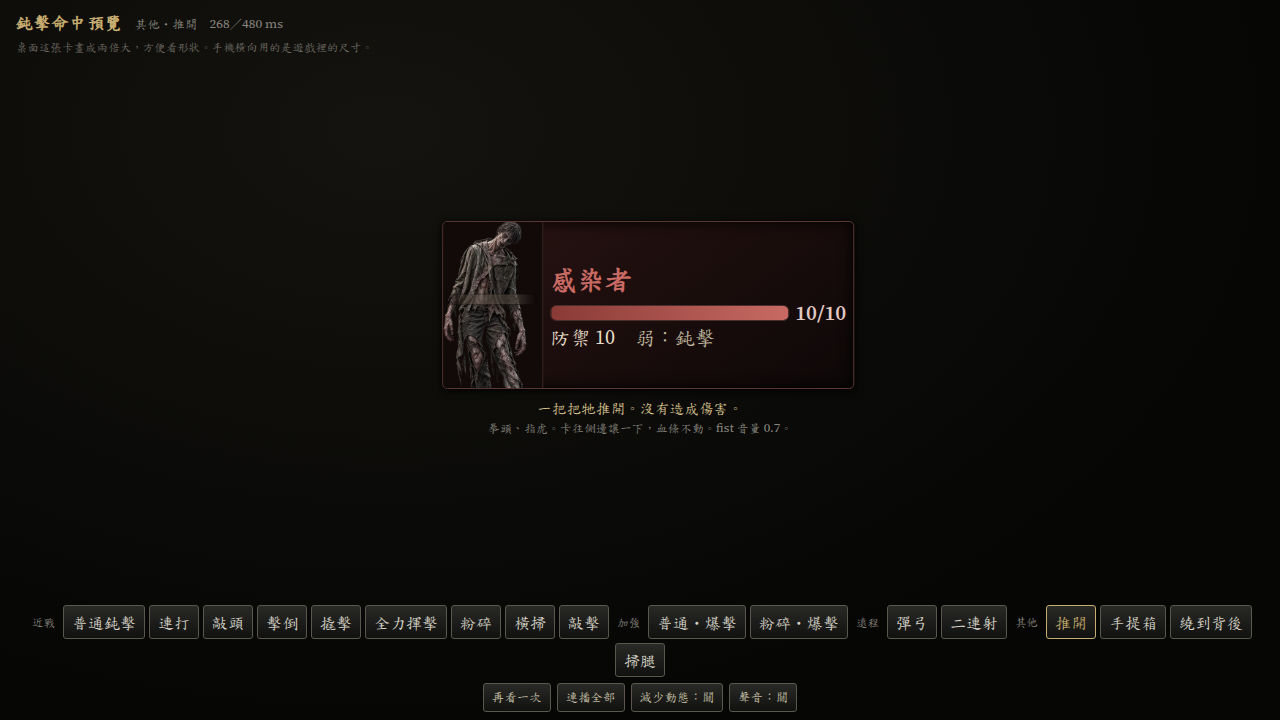 鈍擊命中預覽 其他・推開 268／480 ms
桌面這張卡畫成兩倍大，方便看形狀。手機橫向用的是遊戲裡的尺寸。
感染者
10/10
防禦 10 弱：鈍擊
一把把牠推開。沒有造成傷害。
拳頭、指虎。卡往側邊讓一下，血條不動。fist 音量 0.7。
近戰 普通鈍擊 連打 敲頭 擊倒 猛擊 全力揮擊 粉碎 橫掃 敲擊 加強 普通・爆擊 粉碎・爆擊 遠程 彈弓 二連射 其他 推開 手提箱 繞到背後
掃腿
再看一次 連播全部 減少動態：關 聲音：關